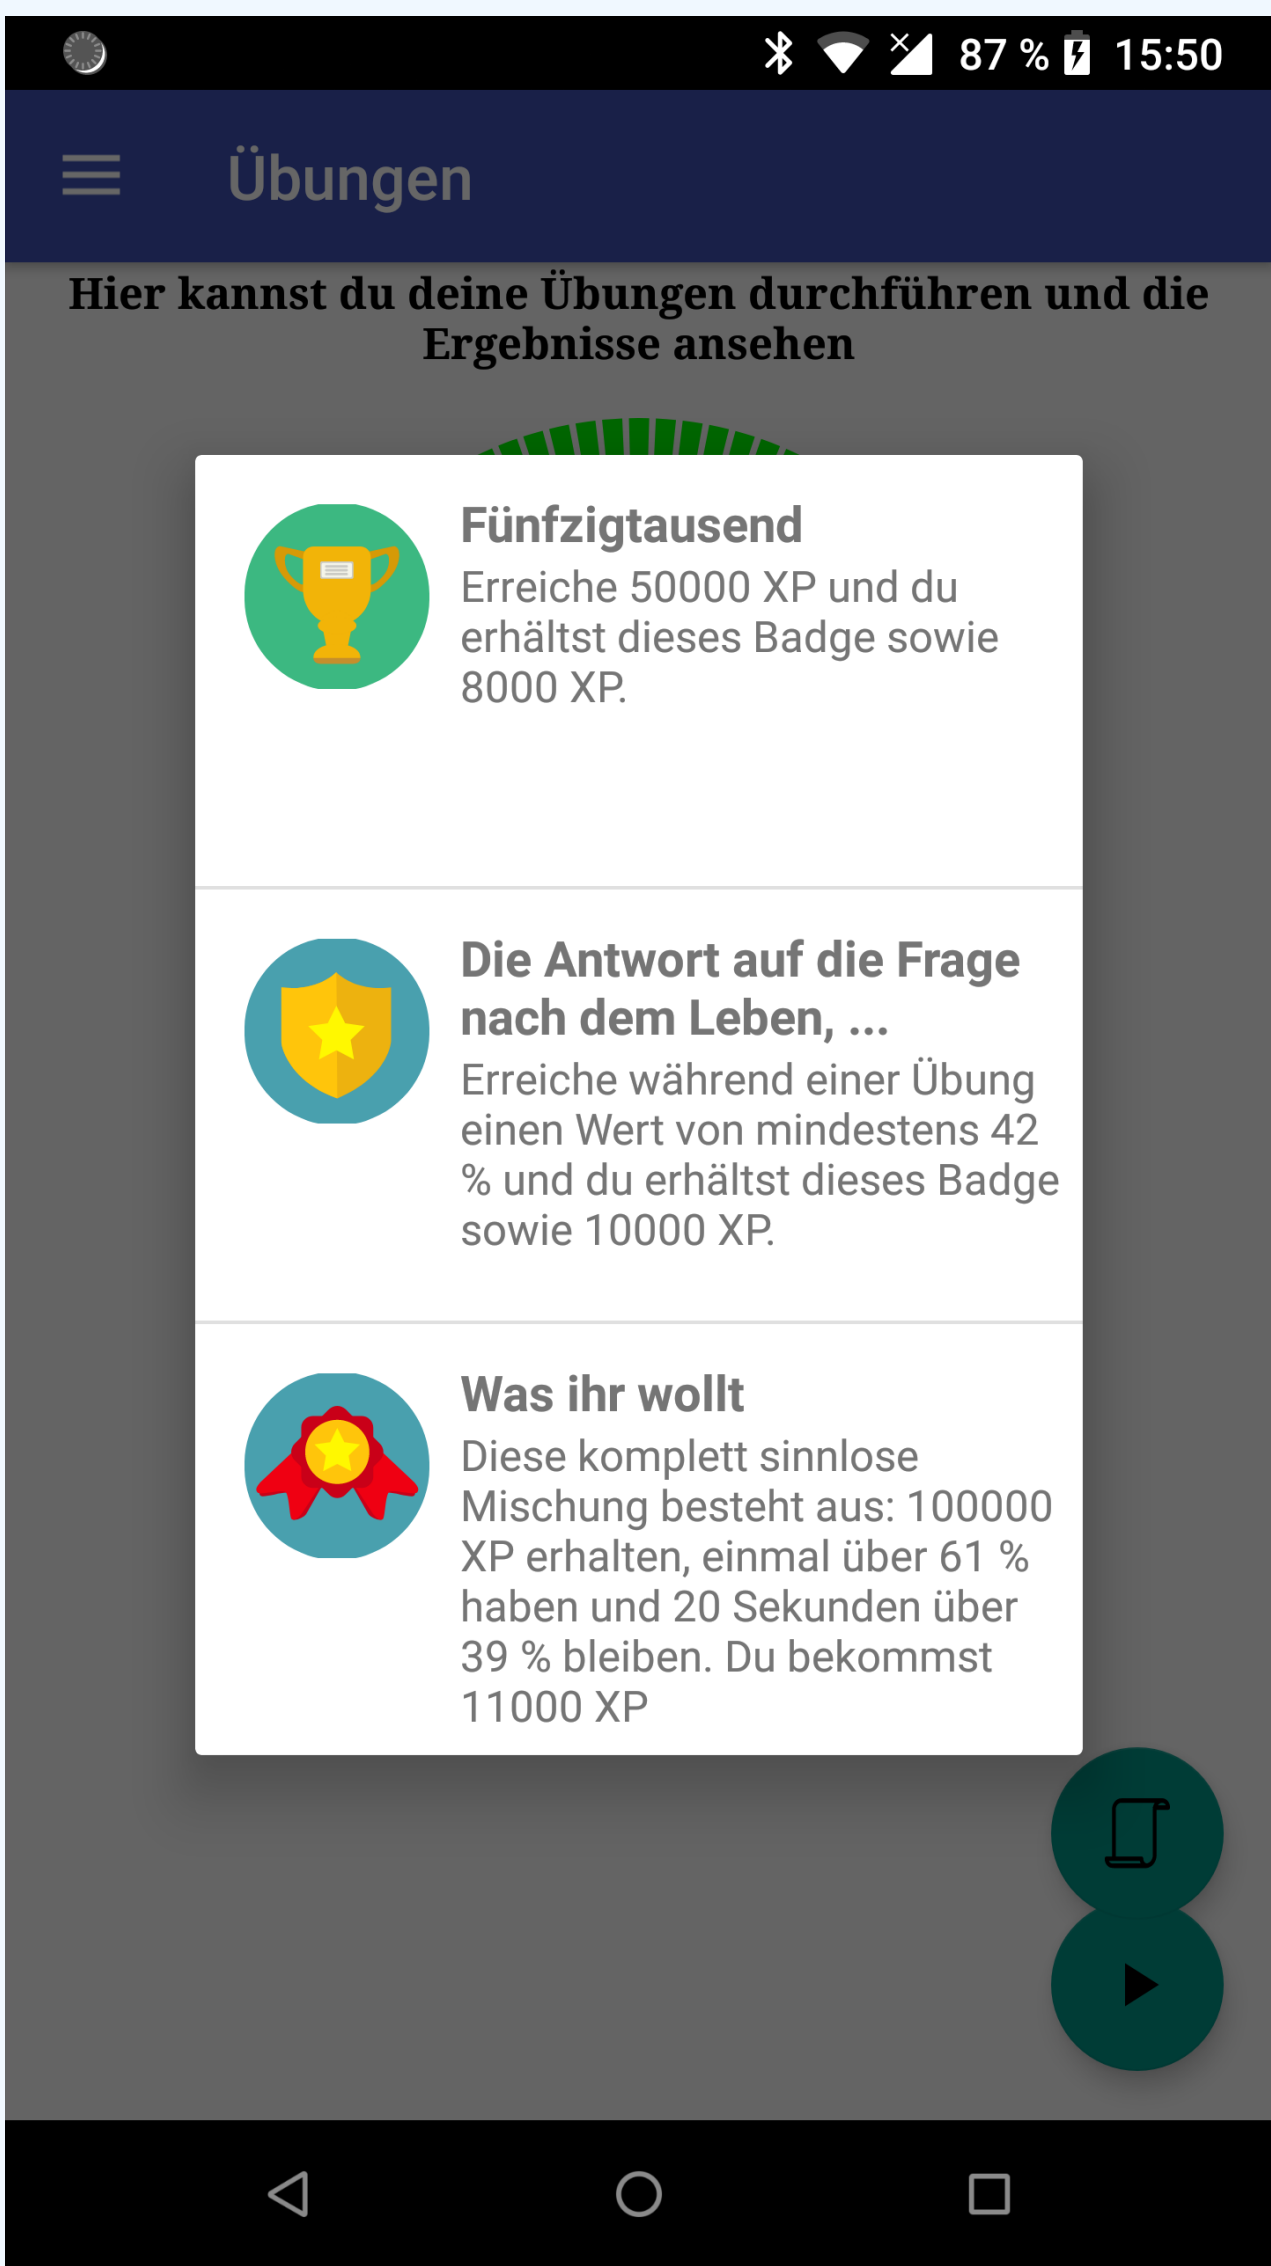 87 % 15:50
Übungen
Hier kannst du deine Übungen durchführen und die
Ergebnisse ansehen
Fünfzigtausend
Erreiche 50000 XP und du
erhältst dieses Badge sowie
8000 XP.
Die Antwort auf die Frage
nach dem Leben, ...
Erreiche während einer Übung
einen Wert von mindestens 42
% und du erhältst dieses Badge
sowie 10000 XP.
Was ihr wollt
Diese komplett sinnlose
Mischung besteht aus: 100000
XP erhalten, einmal über 61 %
haben und 20 Sekunden über
39 % bleiben. Du bekommst
11000 XP